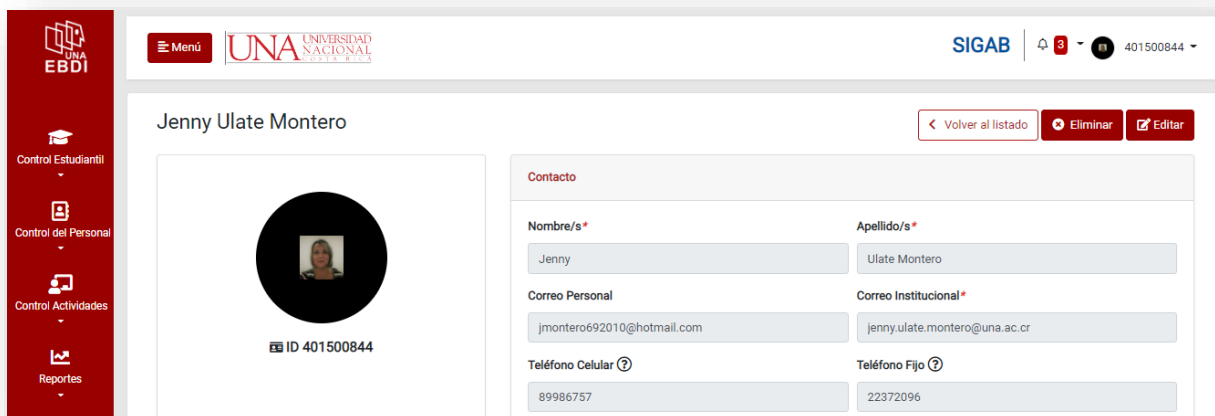 UNA
EBDI
Menú
UNA UNIVERSIDAD
NACIONAL
COSTA RICA
SIGAB
3
401500844
Control Estudiantil
Control del Personal
Control Actividades
Reportes
Jenny Ulate Montero
Volver al listado
Eliminar
Editar
ID 401500844
Contacto
Nombre/s*
Apellido/s*
Jenny
Ulate Montero
Correo Personal
Correo Institucional*
jmontero692010@hotmail.com
jenny.ulate.montero@una.ac.cr
Teléfono Celular
Teléfono Fijo
89986757
22372096